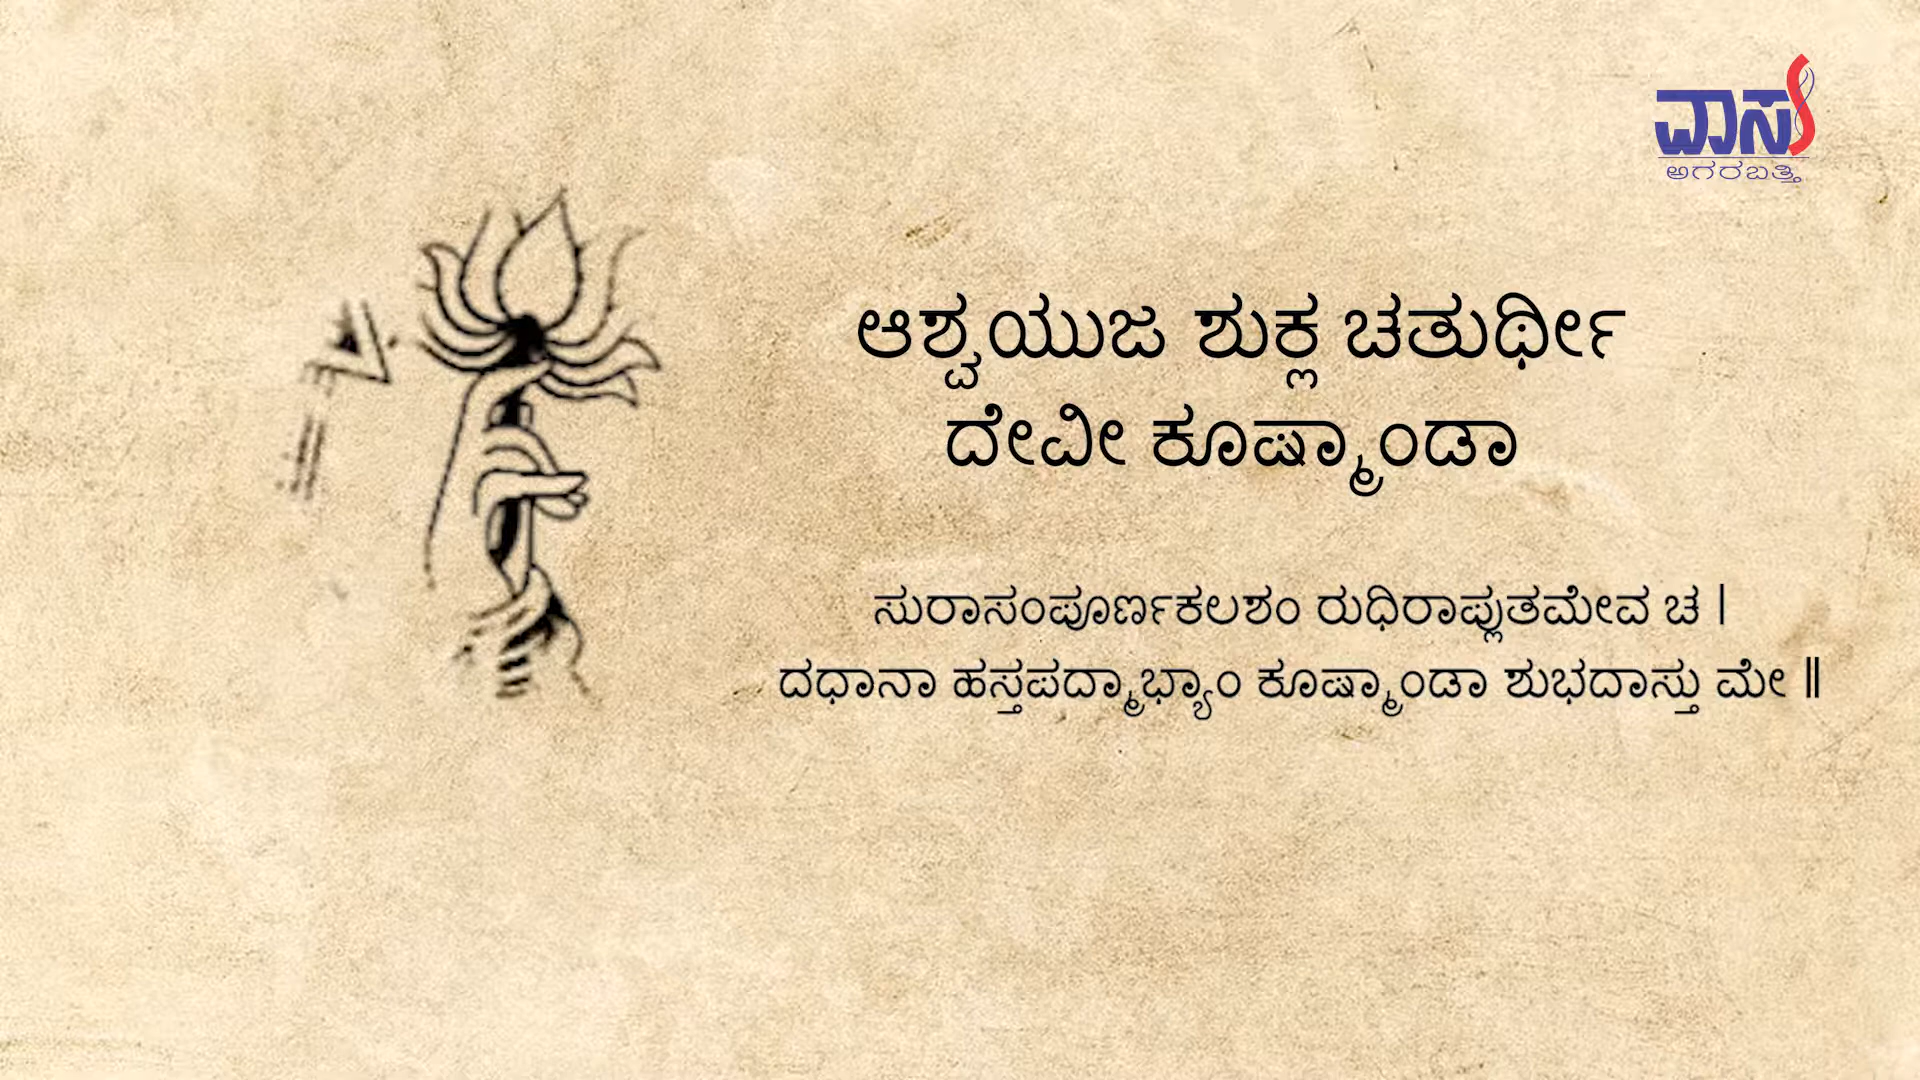 ವಾಸು
ಅಗರಬತ್ತಿ
ಆಶ್ವಯುಜ ಶುಕ್ಲ ಚತುರ್ಥೀ
ದೇವೀ ಕೂಷ್ಮಾಂಡಾ
ಸುರಾಸಂಪೂರ್ಣಕಲಶಂ ರುಧಿರಾಪ್ಲುತಮೇವ ಚ |
ದಧಾನಾ ಹಸ್ತಪದ್ಮಾಭ್ಯಾಂ ಕೂಷ್ಮಾಂಡಾ ಶುಭದಾಸ್ತು ಮೇ ||